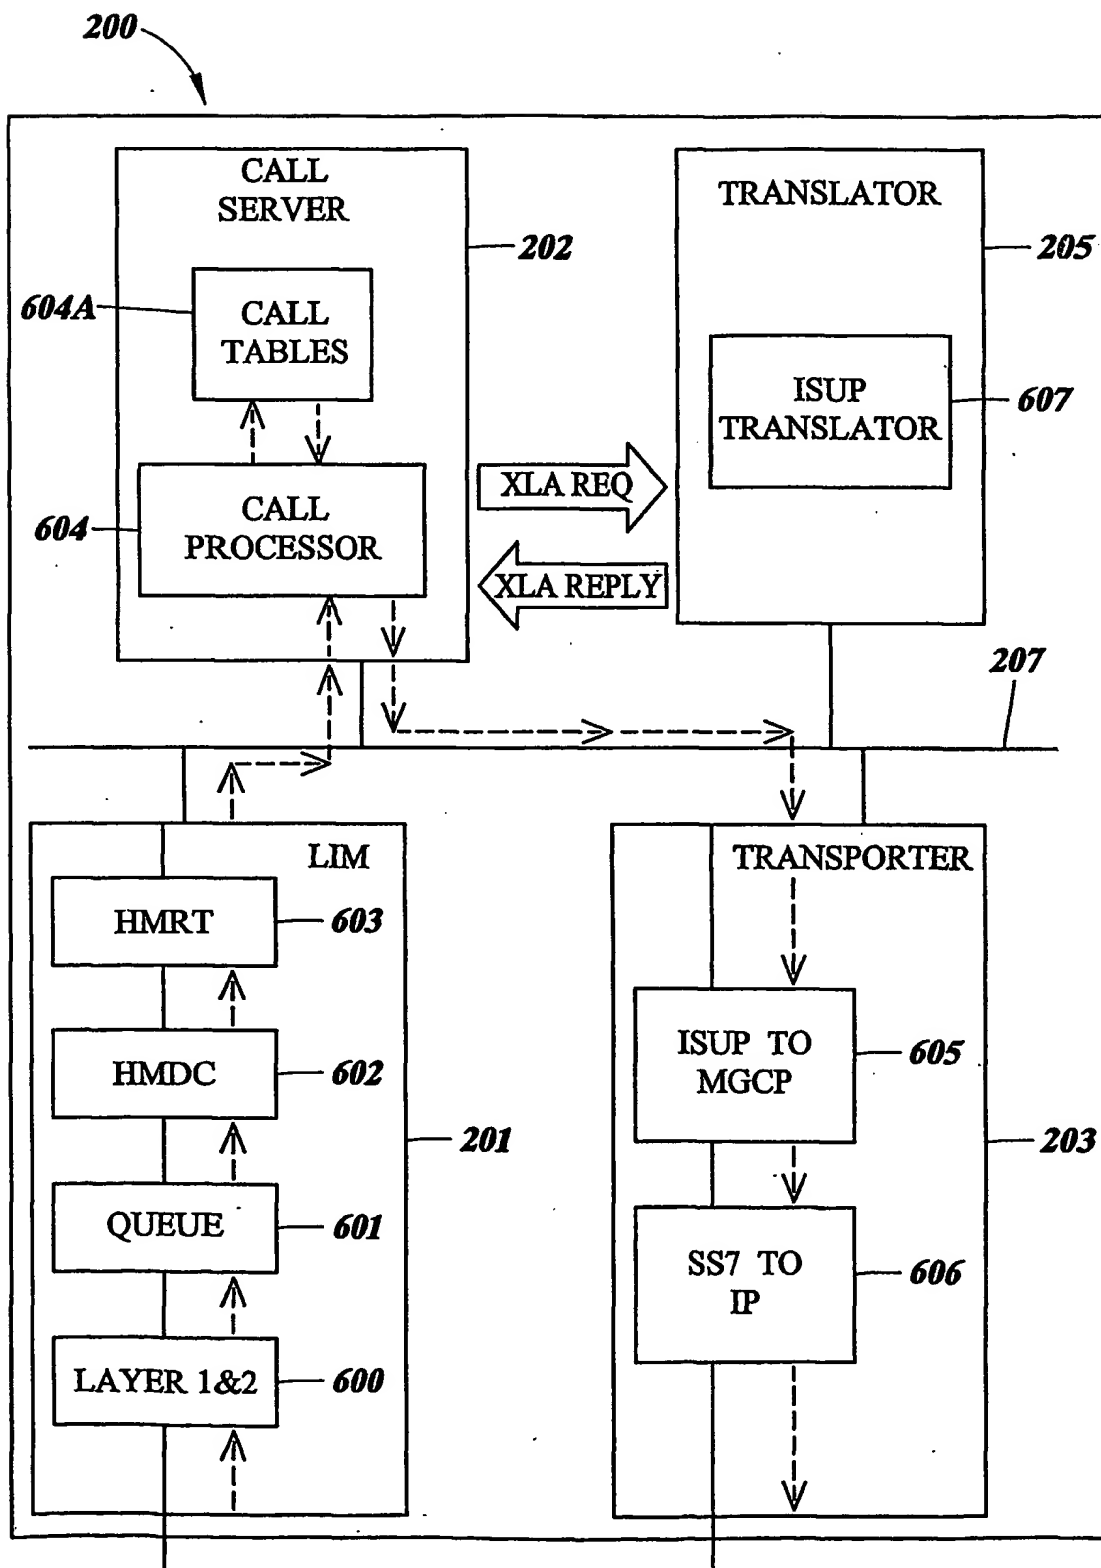 200
CALL
SERVER
202
604A
CALL
TABLES
604
CALL
PROCESSOR
XLA REQ
XLA REPLY
TRANSLATOR
205
ISUP
TRANSLATOR
607
207
LIM
HMRT
603
HMDC
602
201
QUEUE
601
LAYER 1&2
600
TRANSPORTER
ISUP TO
MGCP
605
203
SS7 TO
IP
606